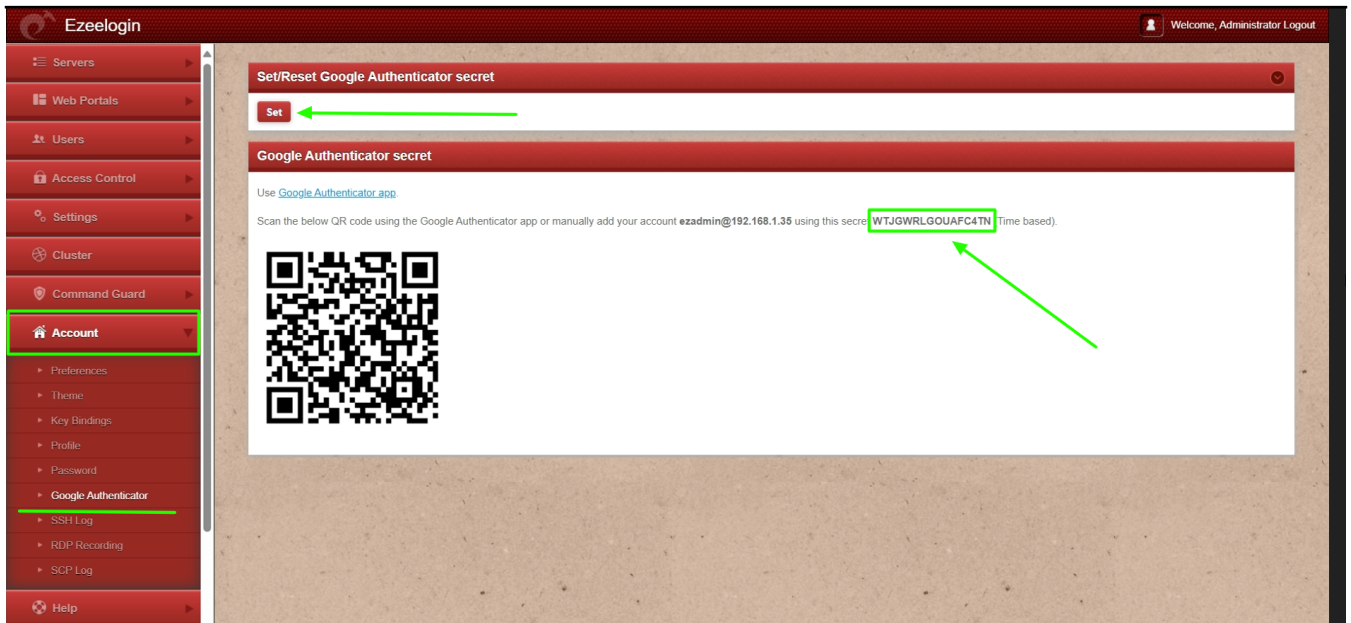 Ezeelogin
Welcome, Administrator Logout
Servers
Web Portals
Users
Access Control
Settings
Cluster
Command Guard
Account
Preferences
Theme
Key Bindings
Profile
Password
Google Authenticator
SSH Log
RDP Recording
SCP Log
Help
Set/Reset Google Authenticator secret
Set
Google Authenticator secret
Use Google Authenticator app.
Scan the below QR code using the Google Authenticator app or manually add your account ezadmin@192.168.1.35 using this secre WTJGWRLGOUAFC4TN Time based).